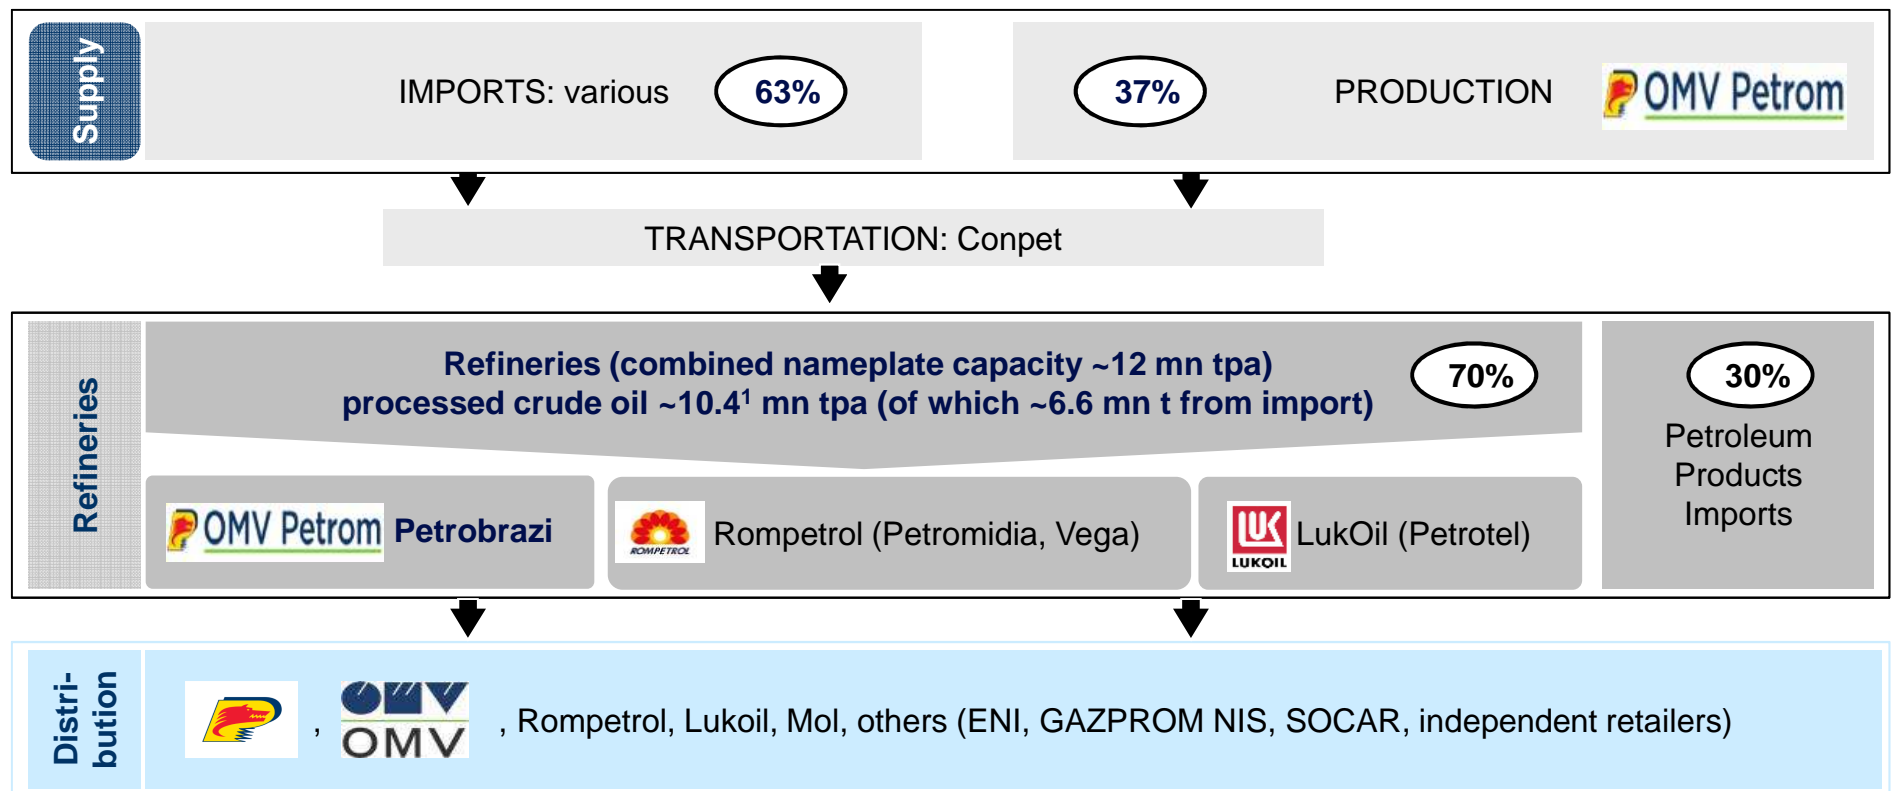 Supply
IMPORTS: various
63%
37%
PRODUCTION
OMV Petrom
TRANSPORTATION: Conpet
Refineries
Refineries (combined nameplate capacity ~12 mn tpa)
processed crude oil ~10.4¹ mn tpa (of which ~6.6 mn t from import)
70%
30%
Petroleum
Products
Imports
OMV Petrom Petrobrazi
ROMPETROL
Rompetrol (Petromidia, Vega)
LUK
LUKOIL
LukOil (Petrotel)
Distri-
bution
,
OMV
OMV
, Rompetrol, Lukoil, Mol, others (ENI, GAZPROM NIS, SOCAR, independent retailers)